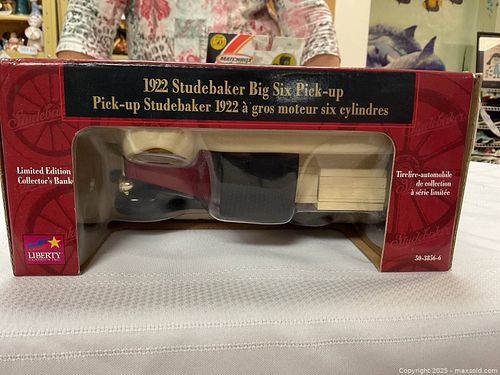 MATCHBOX
1922 Studebaker Big Six Pick-up
Pick-up Studebaker 1922 à gros moteur six cylindres
Limited Edition
Collector's Bank
Tirelire-automobile
de collection
à série limitée
LIBERTY
50-3856-6
Studebaker
Copyright 2025 - maxsold.com